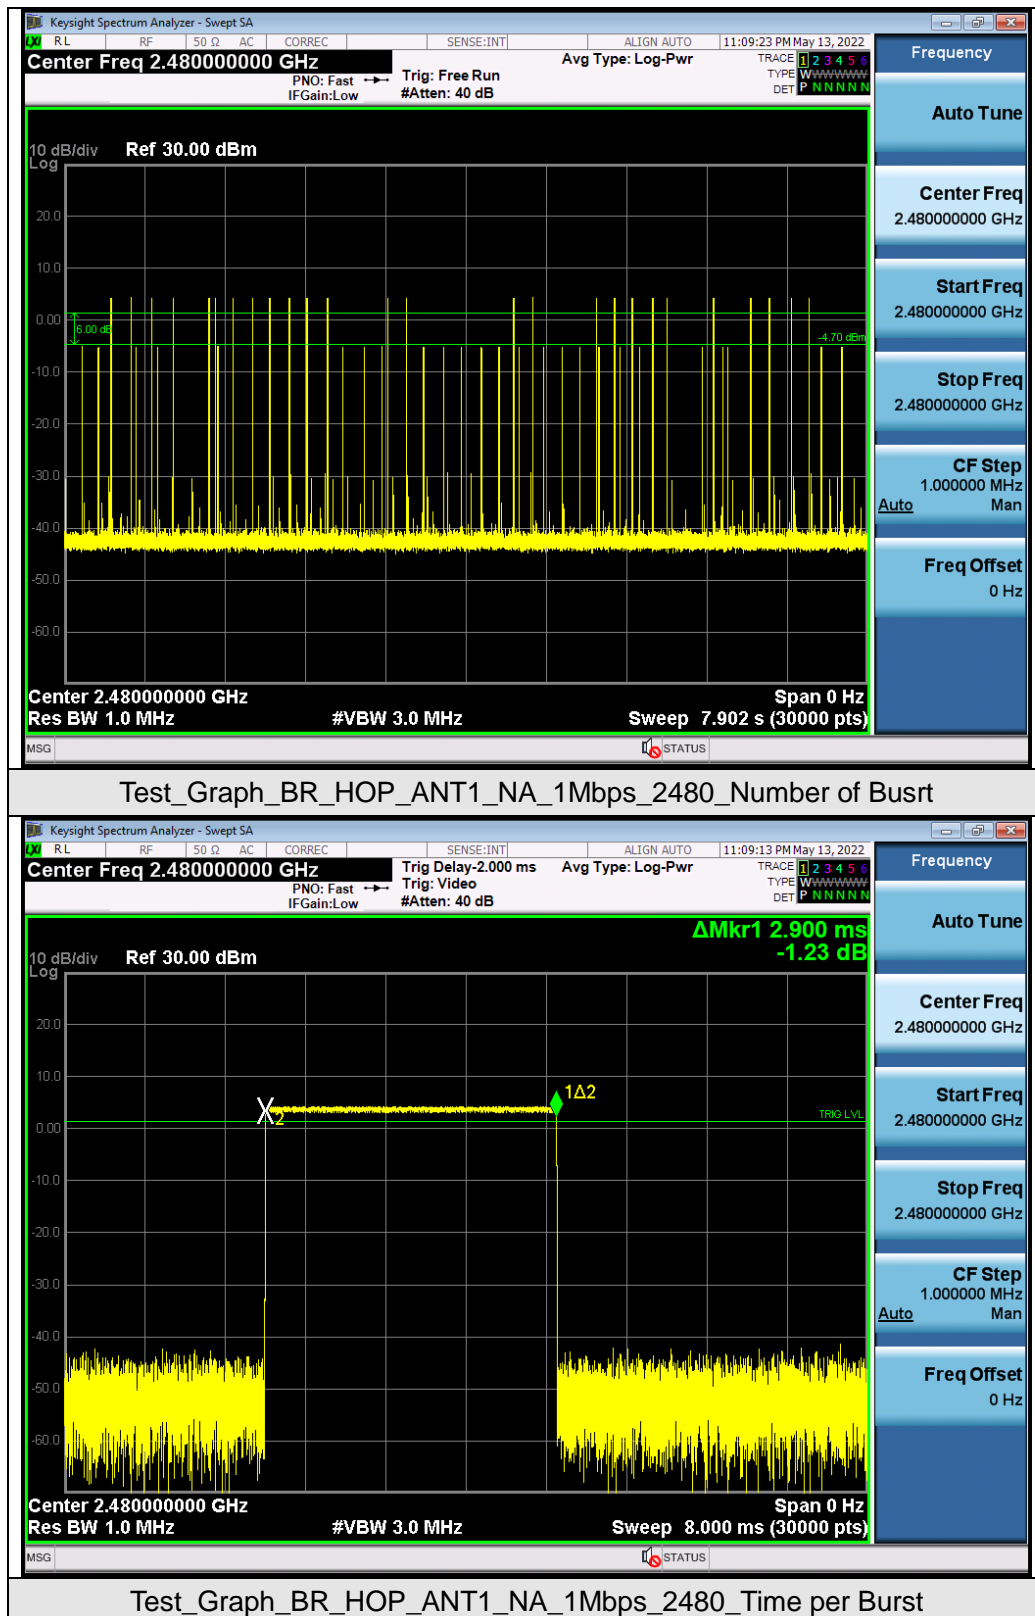 Keysight Spectrum Analyzer - Swept SA
LXI RL RF 50 Ω AC CORREC SENSE:INT ALIGN AUTO 11:09:23 PM May 13, 2022
Center Freq 2.480000000 GHz
PNO: Fast
IFGain:Low
Trig: Free Run
#Atten: 40 dB
Avg Type: Log-Pwr
TRACE 1 2 3 4 5 6
TYPE WWWWWW
DET P N N N N N
Frequency
Auto Tune
Center Freq
2.480000000 GHz
Start Freq
2.480000000 GHz
Stop Freq
2.480000000 GHz
CF Step
1.000000 MHz
Auto Man
Freq Offset
0 Hz
10 dB/div Ref 30.00 dBm
Log
20.0
10.0
0.00
6.00 dB
-4.70 dBm
-10.0
-20.0
-30.0
-40.0
-50.0
-60.0
Center 2.480000000 GHz Span 0 Hz
Res BW 1.0 MHz #VBW 3.0 MHz Sweep 7.902 s (30000 pts)
MSG STATUS
Test_Graph_BR_HOP_ANT1_NA_1Mbps_2480_Number of Busrt
Keysight Spectrum Analyzer - Swept SA
LXI RL RF 50 Ω AC CORREC SENSE:INT ALIGN AUTO 11:09:13 PM May 13, 2022
Center Freq 2.480000000 GHz
PNO: Fast
IFGain:Low
Trig Delay-2.000 ms
Trig: Video
#Atten: 40 dB
Avg Type: Log-Pwr
TRACE 1 2 3 4 5 6
TYPE WWWWWW
DET P N N N N N
Frequency
Auto Tune
Center Freq
2.480000000 GHz
Start Freq
2.480000000 GHz
Stop Freq
2.480000000 GHz
CF Step
1.000000 MHz
Auto Man
Freq Offset
0 Hz
ΔMkr1 2.900 ms
-1.23 dB
10 dB/div Ref 30.00 dBm
Log
20.0
10.0
1Δ2
X2
TRIG LVL
0.00
-10.0
-20.0
-30.0
-40.0
-50.0
-60.0
Center 2.480000000 GHz Span 0 Hz
Res BW 1.0 MHz #VBW 3.0 MHz Sweep 8.000 ms (30000 pts)
MSG STATUS
Test_Graph_BR_HOP_ANT1_NA_1Mbps_2480_Time per Burst